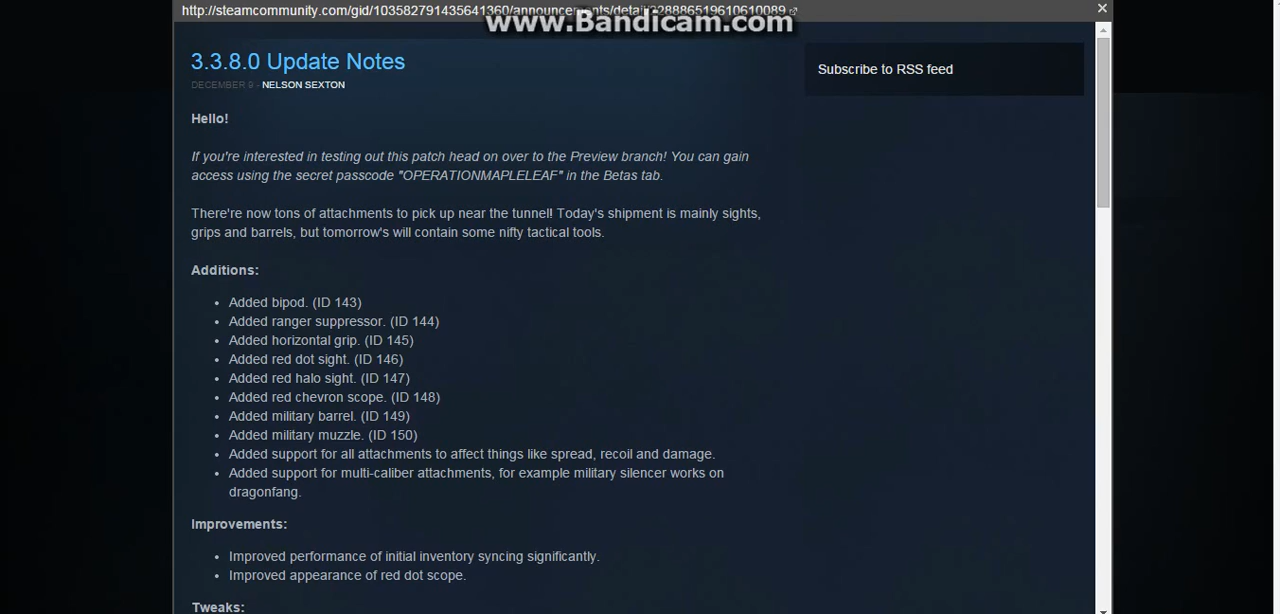 http://steamcommunity.com/gid/103582791435641360/announcements/detail/228886519610610089
www.Bandicam.com
3.3.8.0 Update Notes
DECEMBER 9 - NELSON SEXTON
Subscribe to RSS feed
Hello!
If you're interested in testing out this patch head on over to the Preview branch! You can gain
access using the secret passcode "OPERATIONMAPLELEAF" in the Betas tab.
There're now tons of attachments to pick up near the tunnel! Today's shipment is mainly sights,
grips and barrels, but tomorrow's will contain some nifty tactical tools.
Additions:
• Added bipod. (ID 143)
• Added ranger suppressor. (ID 144)
• Added horizontal grip. (ID 145)
• Added red dot sight. (ID 146)
• Added red halo sight. (ID 147)
• Added red chevron scope. (ID 148)
• Added military barrel. (ID 149)
• Added military muzzle. (ID 150)
• Added support for all attachments to affect things like spread, recoil and damage.
• Added support for multi-caliber attachments, for example military silencer works on
dragonfang.
Improvements:
• Improved performance of initial inventory syncing significantly.
• Improved appearance of red dot scope.
Tweaks: